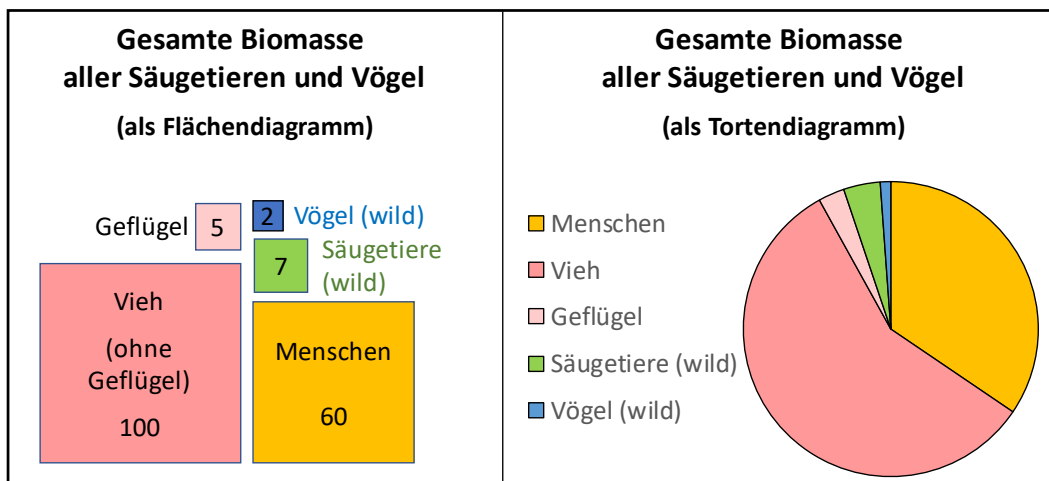 Gesamte Biomasse
aller Säugetieren und Vögel
(als Flächendiagramm)
Geflügel
5
2
Vögel (wild)
7
Säugetiere
(wild)
Vieh
(ohne
Geflügel)
100
Menschen
60
Gesamte Biomasse
aller Säugetieren und Vögel
(als Tortendiagramm)
Menschen
Vieh
Geflügel
Säugetiere (wild)
Vögel (wild)